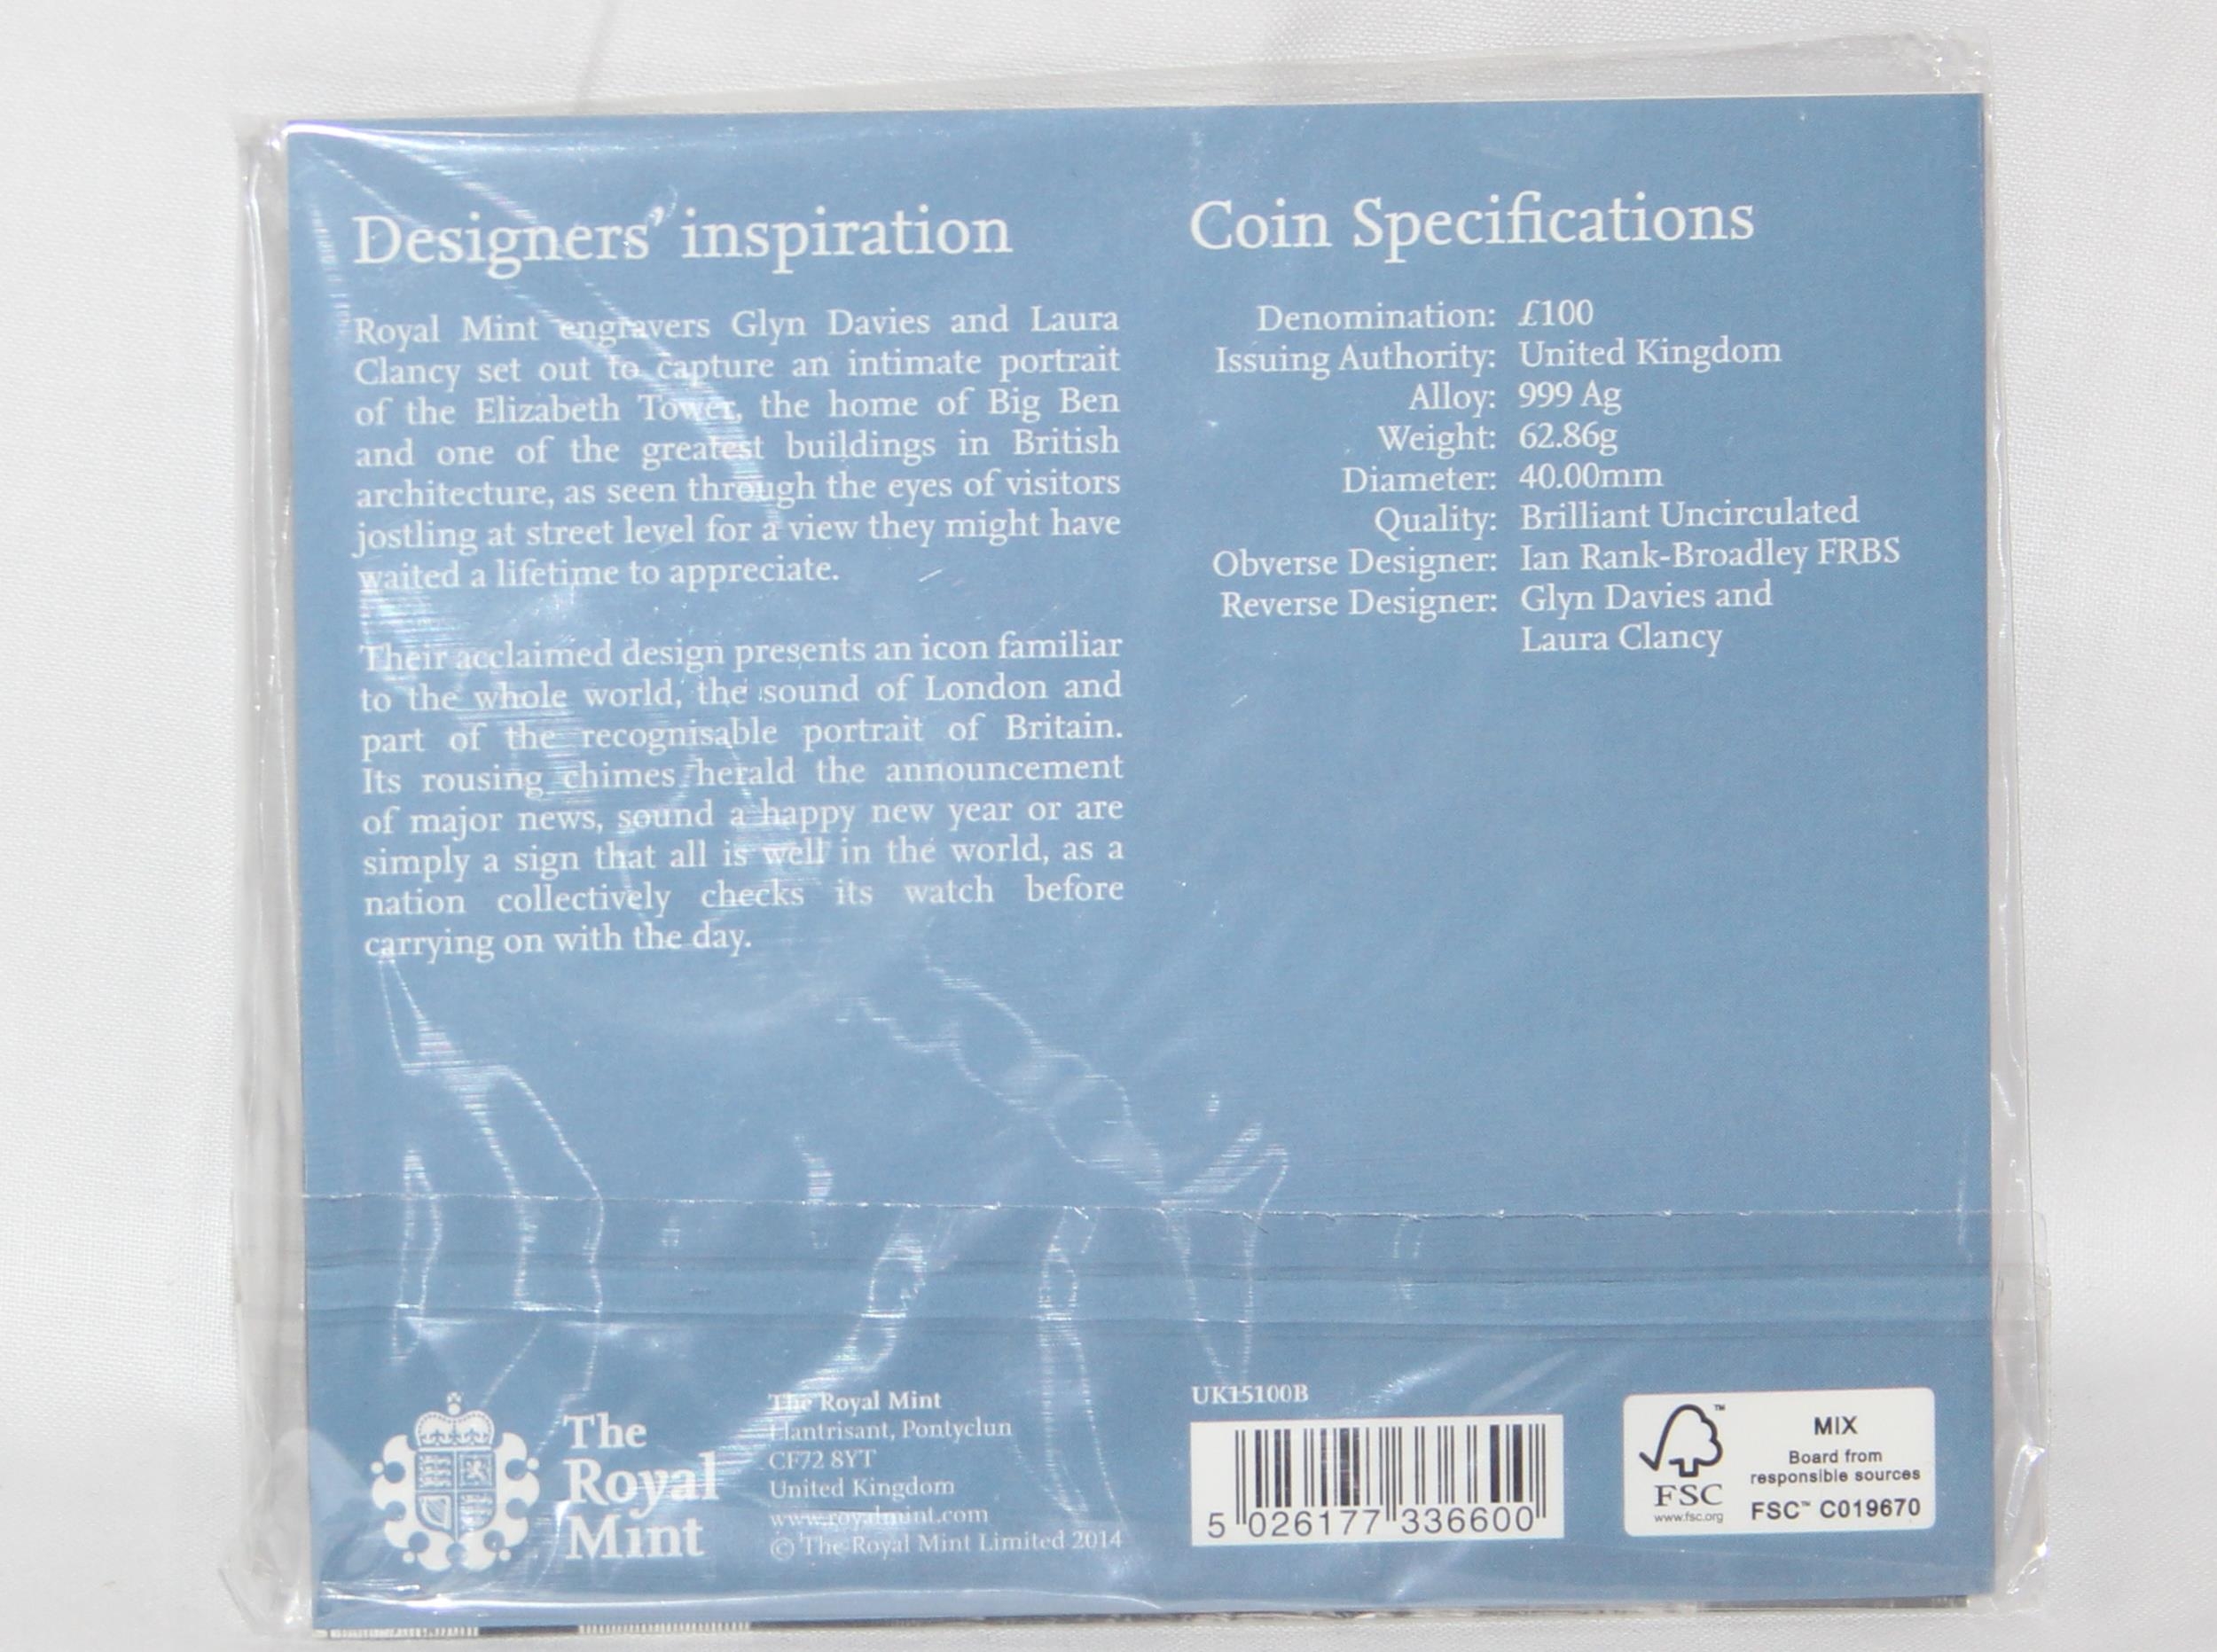 Designers' inspiration
Royal Mint engravers Glyn Davies and Laura
Clancy set out to capture an intimate portrait
of the Elizabeth Tower, the home of Big Ben
and one of the greatest buildings in British
architecture, as seen through the eyes of visitors
jostling at street level for a view they might have
waited a lifetime to appreciate.
Their acclaimed design presents an icon familiar
to the whole world, the sound of London and
part of the recognisable portrait of Britain.
Its rousing chimes herald the announcement
of major news, sound a happy new year or are
simply a sign that all is well in the world, as a
nation collectively checks its watch before
carrying on with the day.
Coin Specifications
Denomination: £100
Issuing Authority: United Kingdom
Alloy: 999 Ag
Weight: 62.86g
Diameter: 40.00mm
Quality: Brilliant Uncirculated
Obverse Designer: Ian Rank-Broadley FRBS
Reverse Designer: Glyn Davies and
Laura Clancy
The
Royal
Mint
The Royal Mint
Llantrisant, Pontyclun
CF72 8YT
United Kingdom
www.royalmint.com
© The Royal Mint Limited 2014
UK15100B
5 026177 336600
FSC
www.fsc.org
MIX
Board from
responsible sources
FSC™ C019670